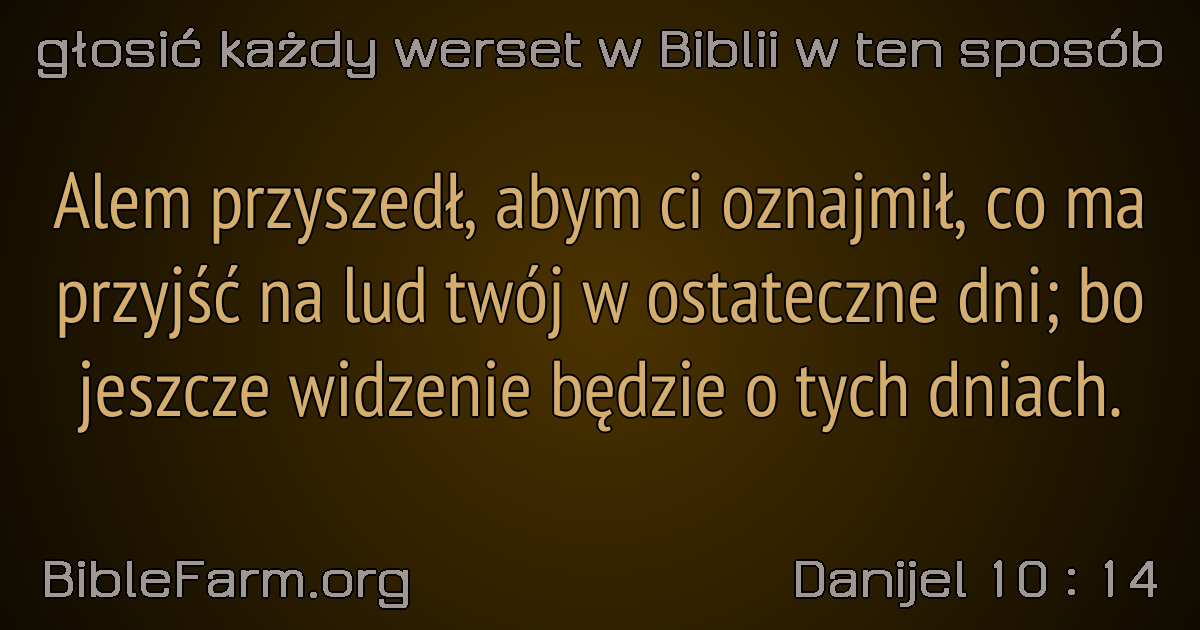 głosić każdy werset w Biblii w ten sposób
Alem przyszedł, abym ci oznajmił, co ma
przyjść na lud twój w ostateczne dni; bo
jeszcze widzenie będzie o tych dniach.
BibleFarm.org
Danijel 10 : 14